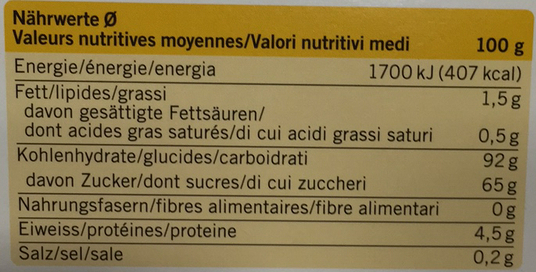 Nährwerte Ø
Valeurs nutritives moyennes/Valori nutritivi medi 100 g
Energie/énergie/energia 1700 kJ (407 kcal)
Fett/lipides/grassi 1,5 g
davon gesättigte Fettsäuren/
dont acides gras saturés/di cui acidi grassi saturi 0,5 g
Kohlenhydrate/glucides/carboidrati 92 g
davon Zucker/dont sucres/di cui zuccheri 65 g
Nahrungsfasern/fibres alimentaires/fibre alimentari 0 g
Eiweiss/protéines/proteine 4,5 g
Salz/sel/sale 0,2 g